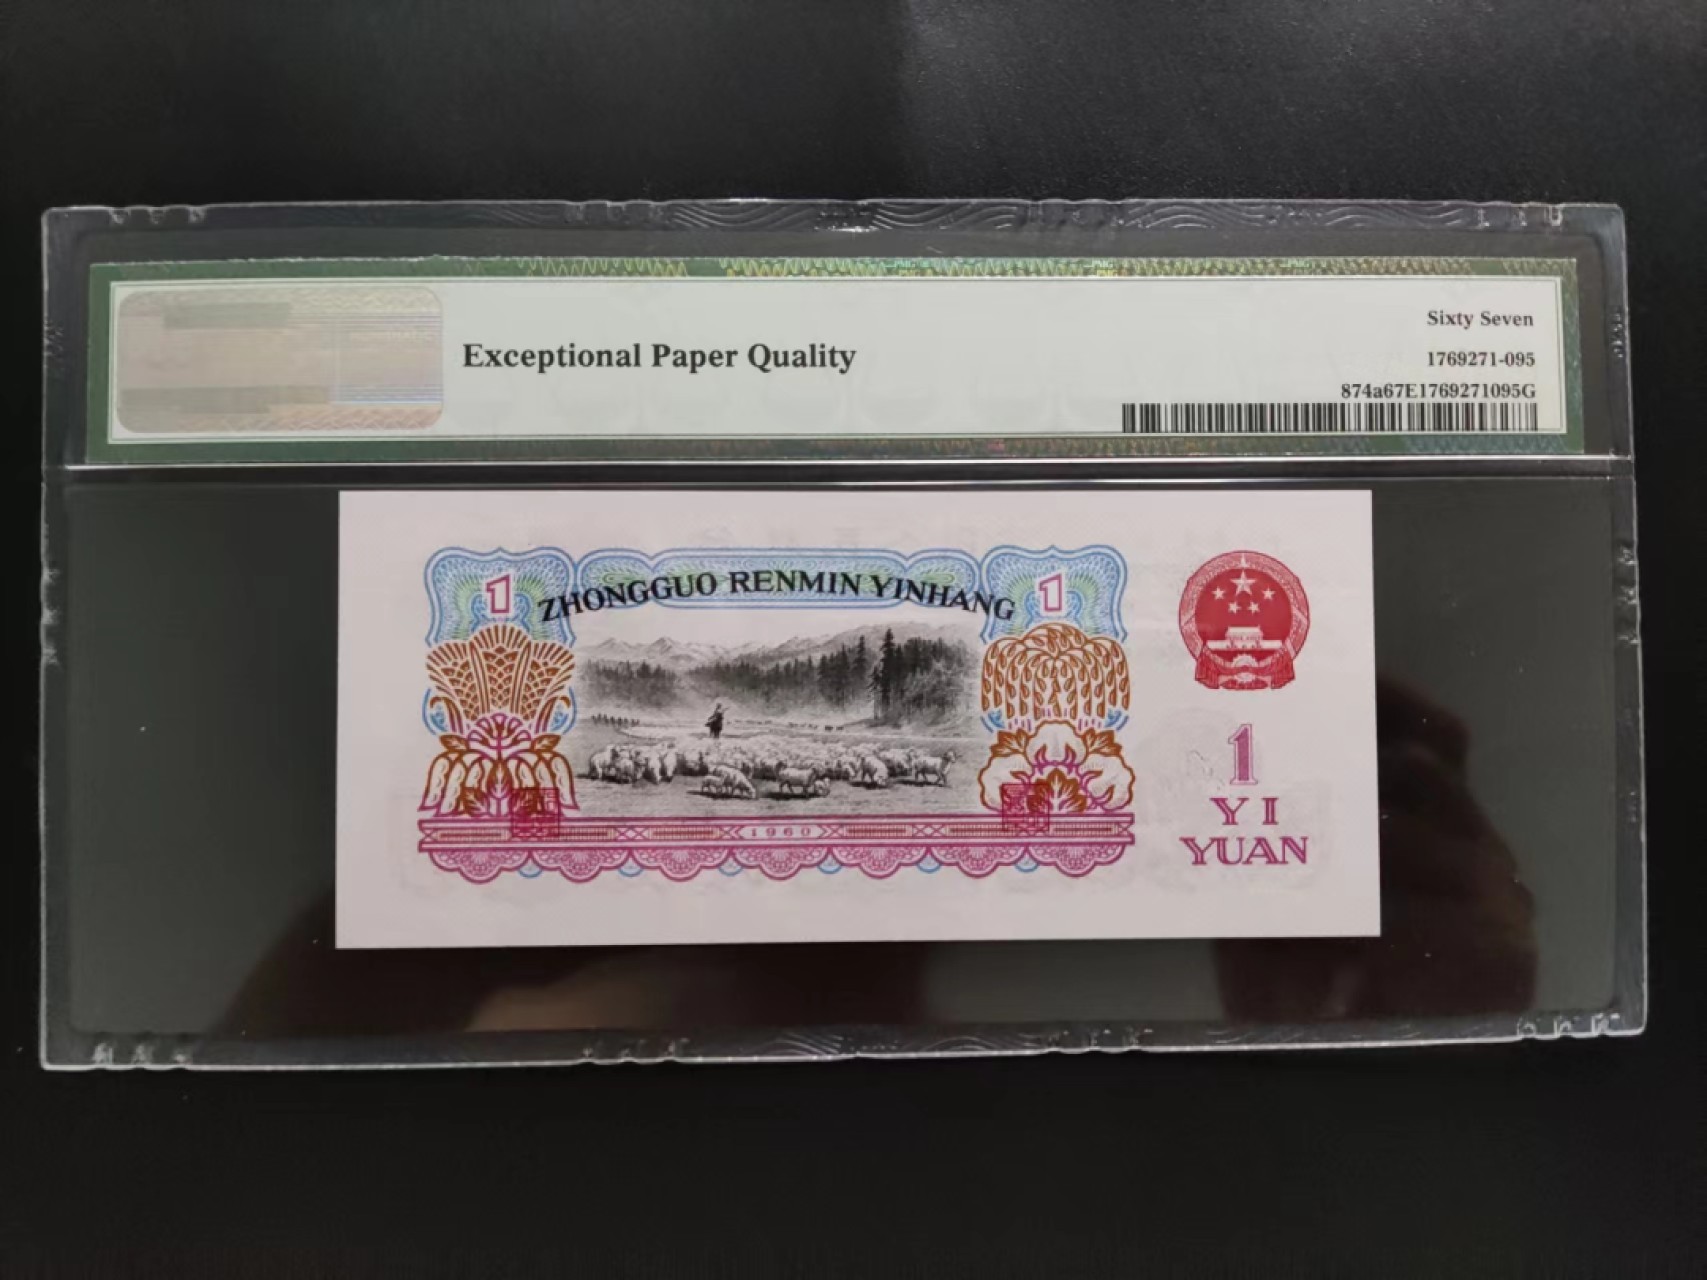 Exceptional Paper Quality
Sixty Seven
1769271-095
874a67E1769271095G
1
ZHONGGUO RENMIN YINHANG
1
1960
1
YI
YUAN